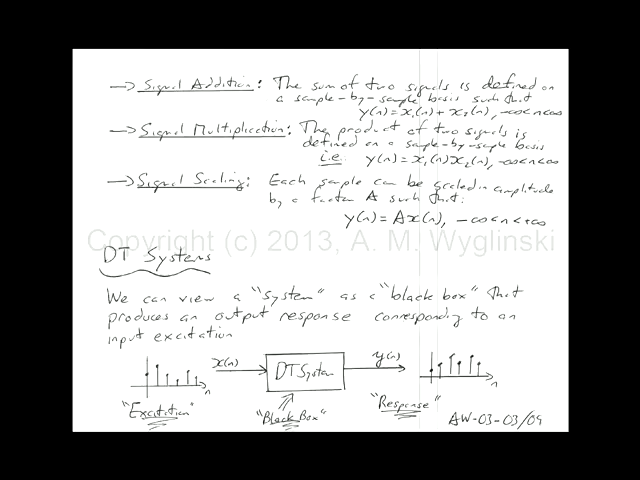 → Signal Addition: The sum of two signals is defined on
a sample-by-sample basis such that
y(n) = x₁(n) + x₂(n), -∞<n<∞
→ Signal Multiplication: The product of two signals is
defined on a sample-by-sample basis
i.e. y(n) = x₁(n)x₂(n), -∞<n<∞
→ Signal Scaling: Each sample can be scaled in amplitude
by a factor A such that:
y(n) = Ax(n), -∞<n<+∞
Copyright (c) 2013, A. M. Wyglinski
DT Systems
We can view a "system" as a "black box" that
produces an output response corresponding to an
input excitation
x(n) DT System y(n)
n n
"Excitation" "Black Box" "Response"
AW-03-03/09